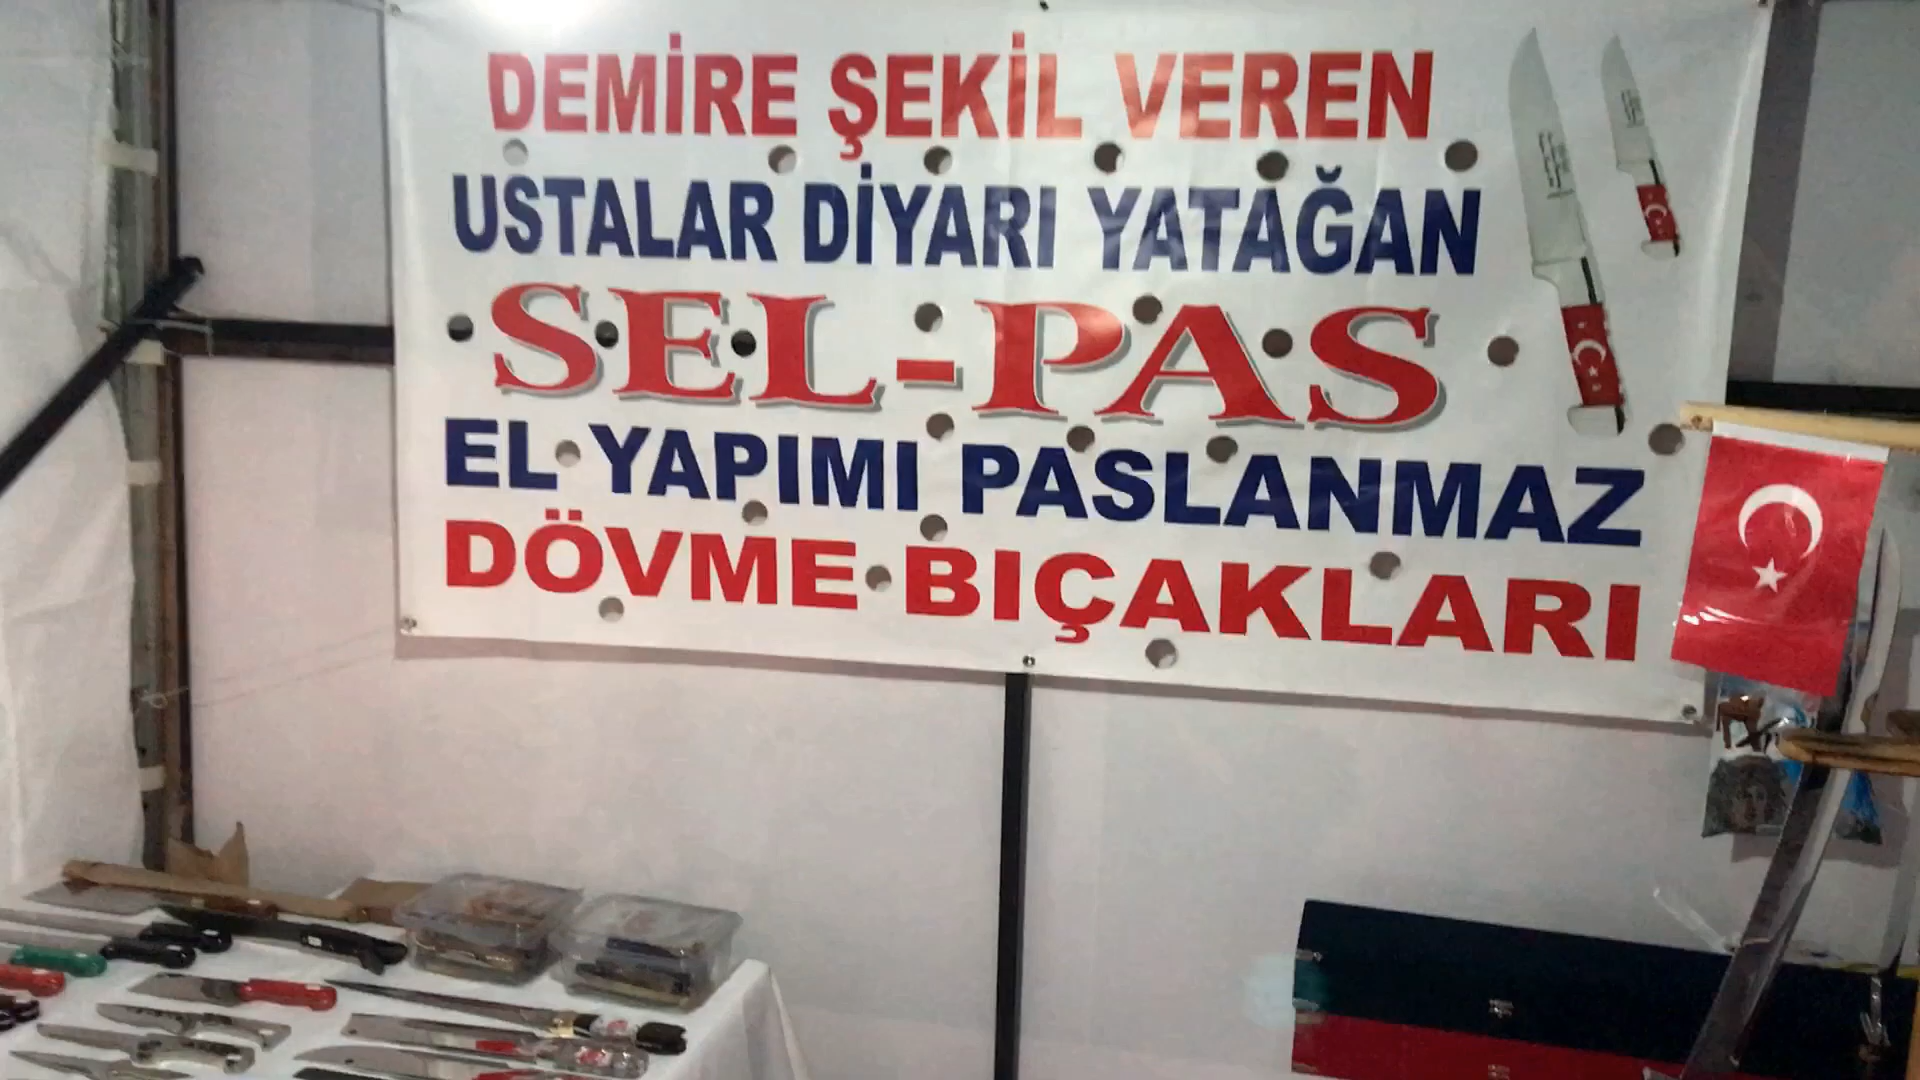 DEMİRE ŞEKİL VEREN
USTALAR DİYARI YATAĞAN
SEL-PAS
EL YAPIMI PASLANMAZ
DÖVME BIÇAKLARI